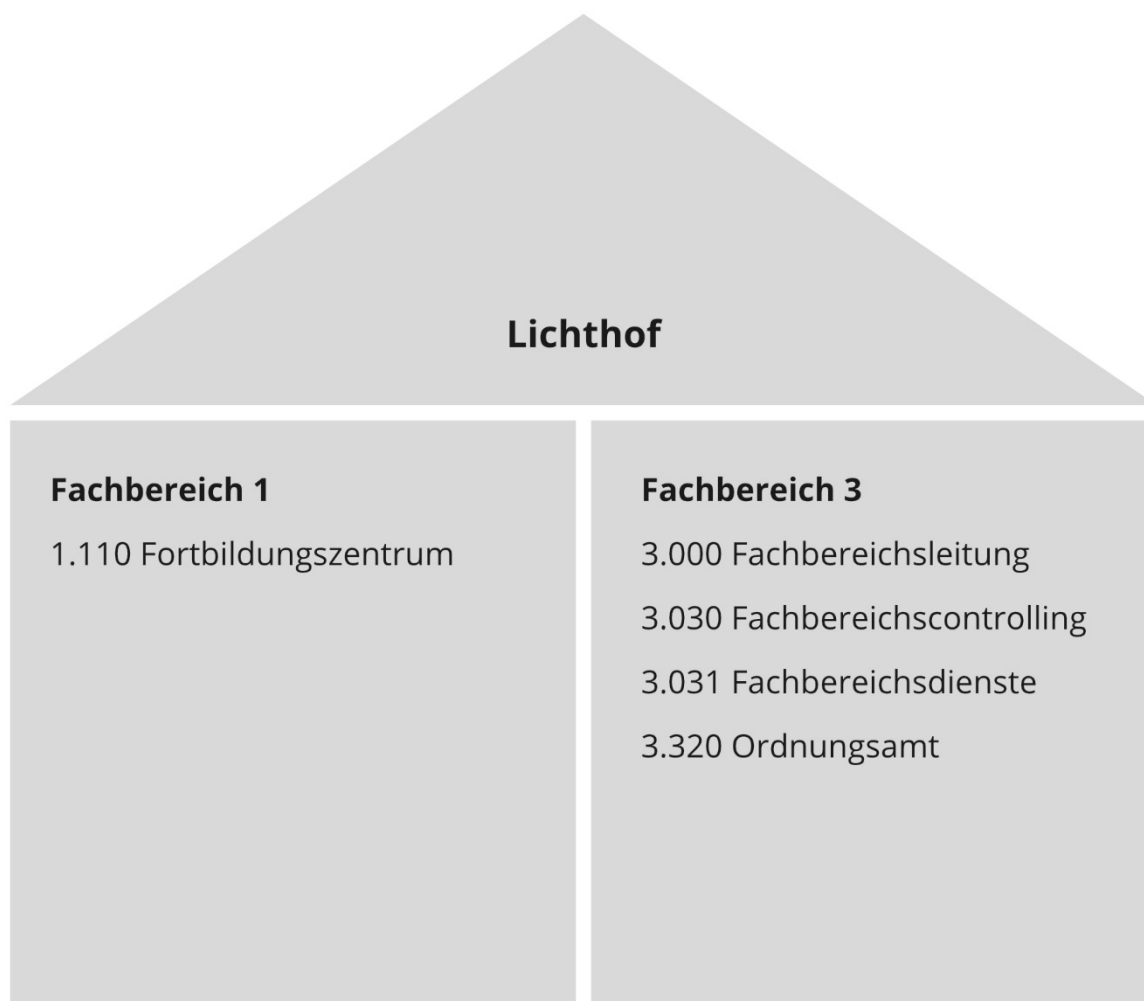 Lichthof
Fachbereich 1
1.110 Fortbildungszentrum
Fachbereich 3
3.000 Fachbereichsleitung
3.030 Fachbereichscontrolling
3.031 Fachbereichsdienste
3.320 Ordnungsamt